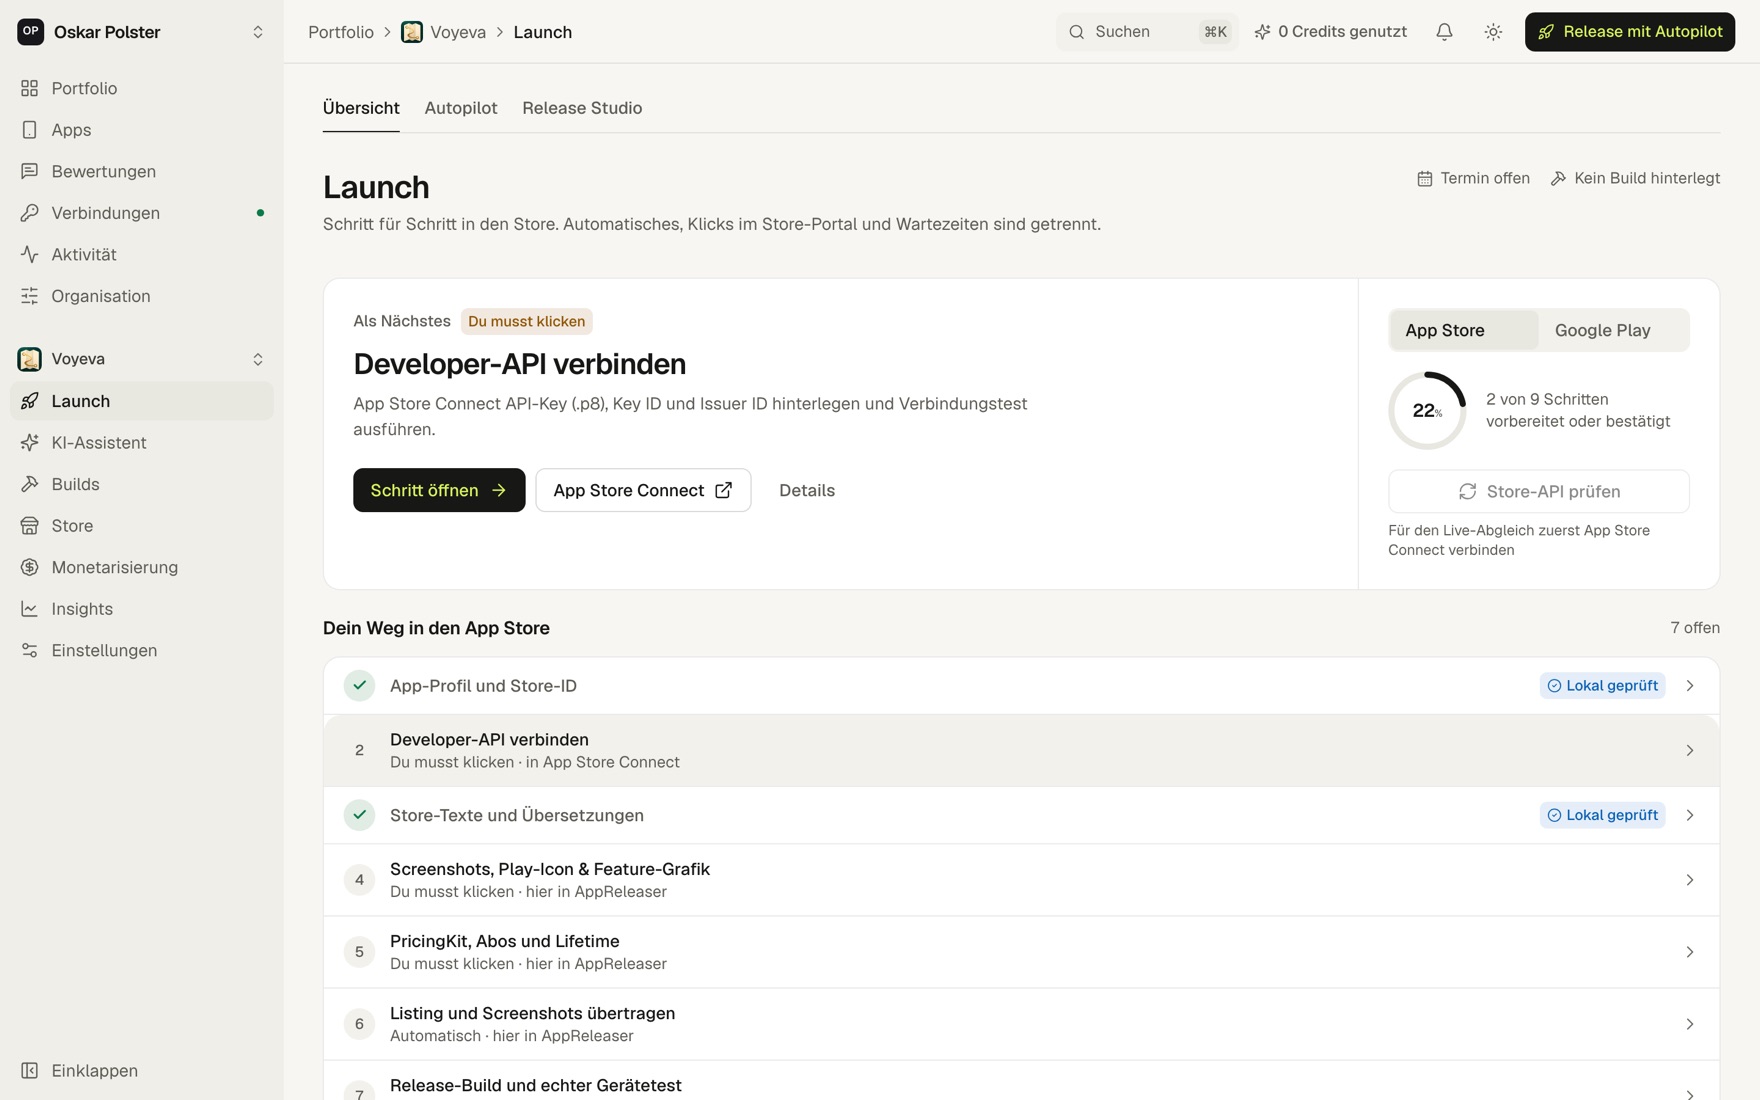 OP Oskar Polster
Portfolio
Apps
Bewertungen
Verbindungen
Aktivität
Organisation
Voyeva
Launch
KI-Assistent
Builds
Store
Monetarisierung
Insights
Einstellungen
Einklappen
Portfolio Voyeva Launch
Suchen ⌘K
0 Credits genutzt
Release mit Autopilot
Übersicht Autopilot Release Studio
Launch
Termin offen Kein Build hinterlegt
Schritt für Schritt in den Store. Automatisches, Klicks im Store-Portal und Wartezeiten sind getrennt.
Als Nächstes Du musst klicken
Developer-API verbinden
App Store Connect API-Key (.p8), Key ID und Issuer ID hinterlegen und Verbindungstest
ausführen.
Schritt öffnen App Store Connect Details
App Store Google Play
22%
2 von 9 Schritten
vorbereitet oder bestätigt
Store-API prüfen
Für den Live-Abgleich zuerst App Store
Connect verbinden
Dein Weg in den App Store 7 offen
App-Profil und Store-ID Lokal geprüft
2 Developer-API verbinden
Du musst klicken · in App Store Connect
Store-Texte und Übersetzungen Lokal geprüft
4 Screenshots, Play-Icon & Feature-Grafik
Du musst klicken · hier in AppReleaser
5 PricingKit, Abos und Lifetime
Du musst klicken · hier in AppReleaser
6 Listing und Screenshots übertragen
Automatisch · hier in AppReleaser
7 Release-Build und echter Gerätetest